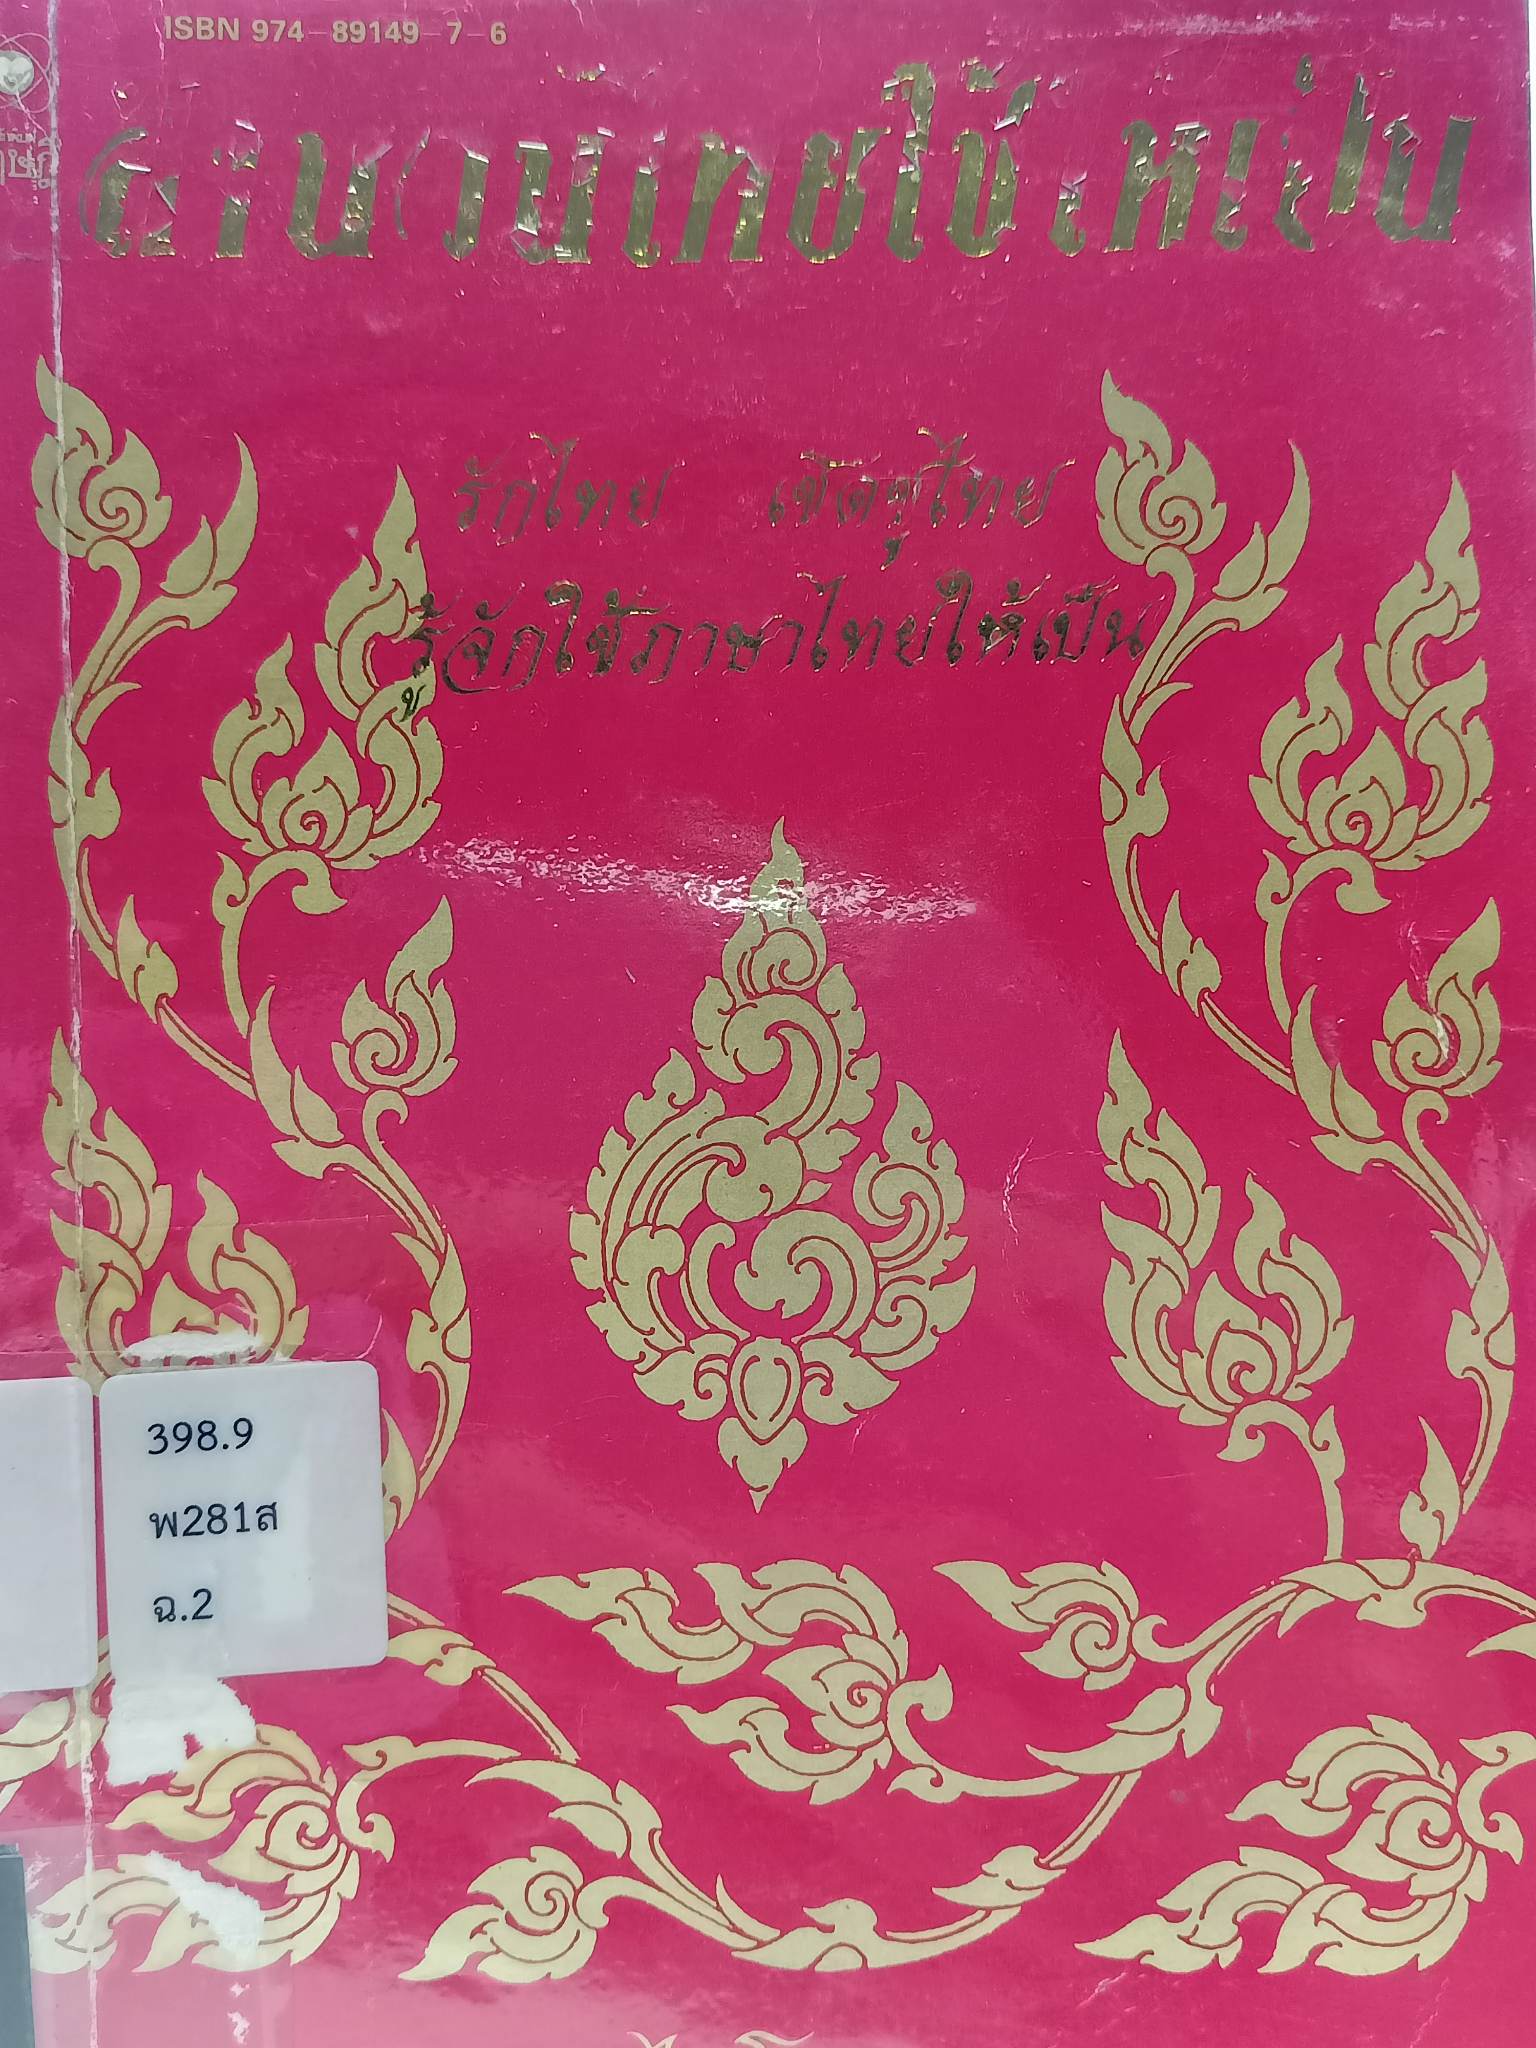 ISBN 974-89149-7-6
สำนวนไทยใช้ให้เป็น
รักไทย เชิดชูไทย
รู้จักใช้ภาษาไทยให้เป็น
398.9
พ281ส
ฉ.2